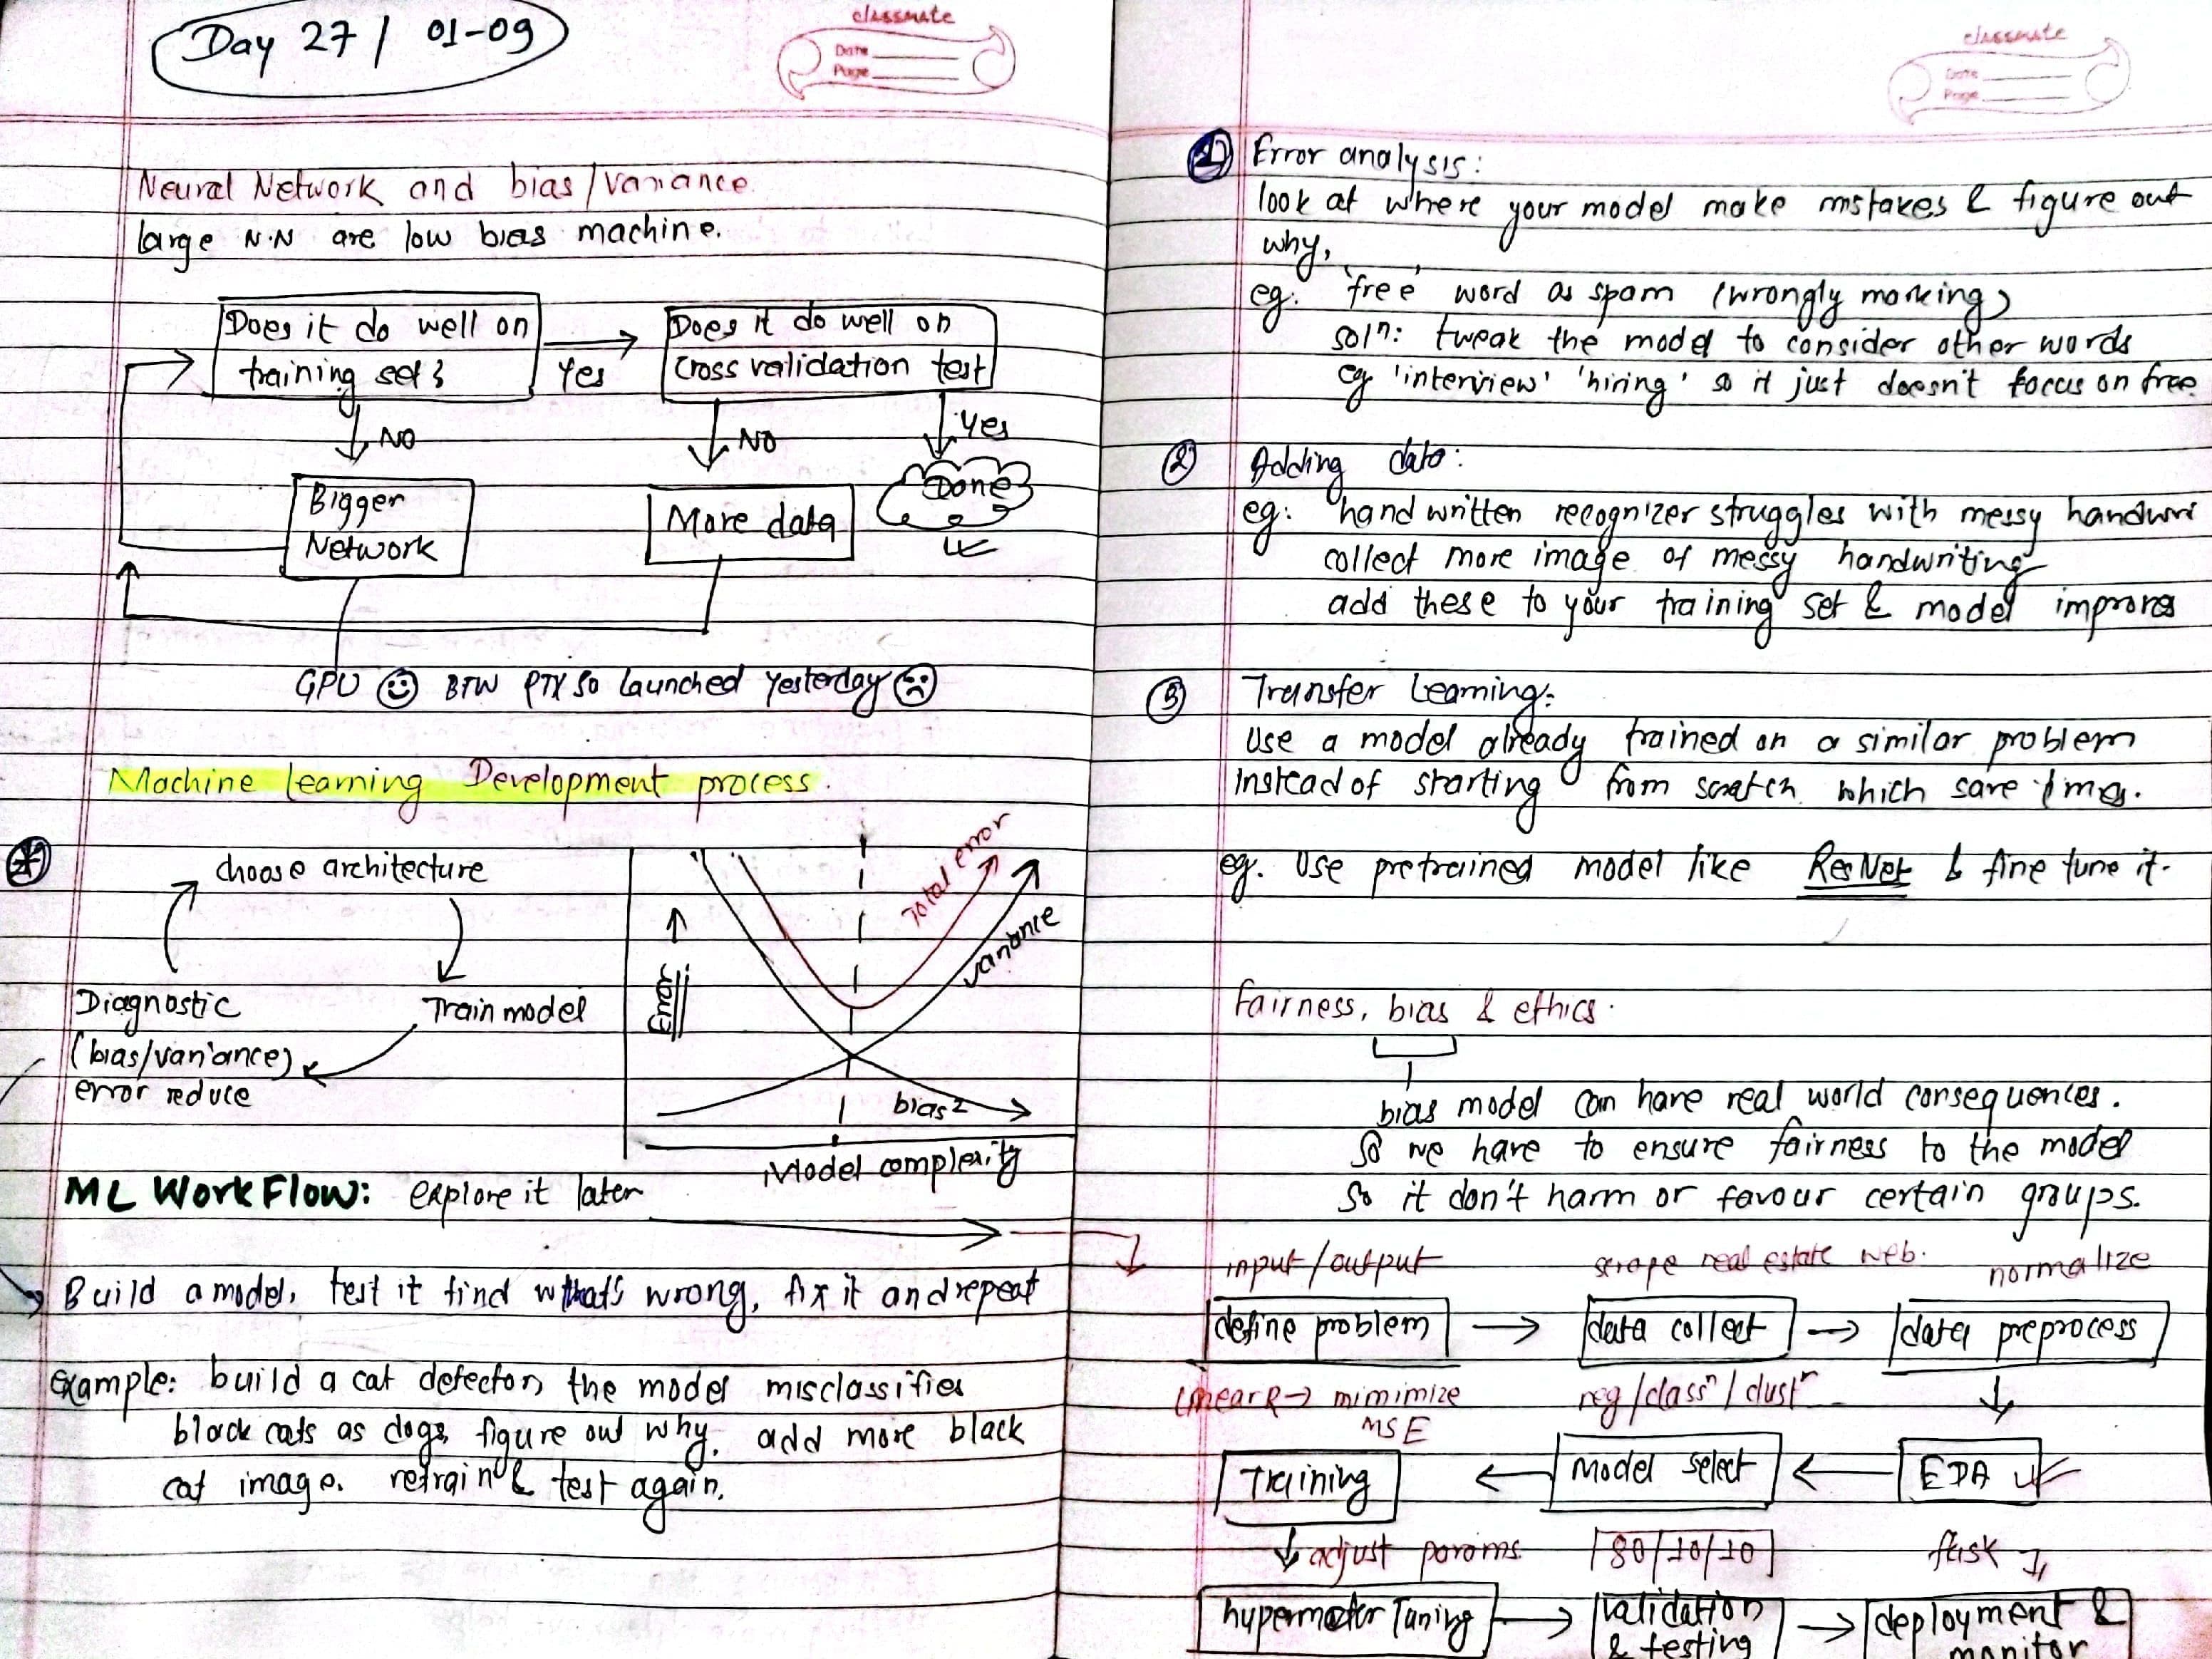 Day 27 / 01-09
classmate
Date
Page
Neural Network and bias/variance.
large N.N are low bias machine.
Does it do well on
training set?
Yes
Does it do well on
cross validation test
NO
NO
Yes
Bigger
Network
More data
Done
GPU BTW RTX 50 launched yesterday
Machine learning Development process.
choose architecture
Train model
Diagnostic
(bias/variance)
error reduce
Error
Total error
variance
bias²
Model complexity
ML WORKFLOW: explore it later
Build a model, test it find what's wrong, fix it and repeat
Example: build a cat detector, the model misclassifies
black cats as dogs, figure out why. add more black
cat image. retrain & test again.
classmate
Date
Page
1 Error analysis:
look at where your model make mistakes & figure out
why,
eg: 'free' word as spam (wrongly marking)
solⁿ: tweak the model to consider other words
eg 'interview' 'hiring' so it just doesn't focus on free.
2 Adding data:
eg: hand written recognizer struggles with messy handwri
collect more image of messy handwriting
add these to your training set & model improves
3 Transfer Learning:
Use a model already trained on a similar problem
instead of starting from scratch which save times.
eg. Use pretrained model like ResNet & fine tune it.
Fairness, bias & ethics.
bias model can have real world consequences.
So we have to ensure fairness to the model
so it don't harm or favour certain groups.
input/output scrape real estate web. normalize
define problem → data collect → data preprocess
linear R → mimimize
MSE
reg/classⁿ/clustⁿ
Training ← Model select ← EDA
adjust params 80/10/10 flask
Tuning → validation
& testing
→ deployment &
monitor